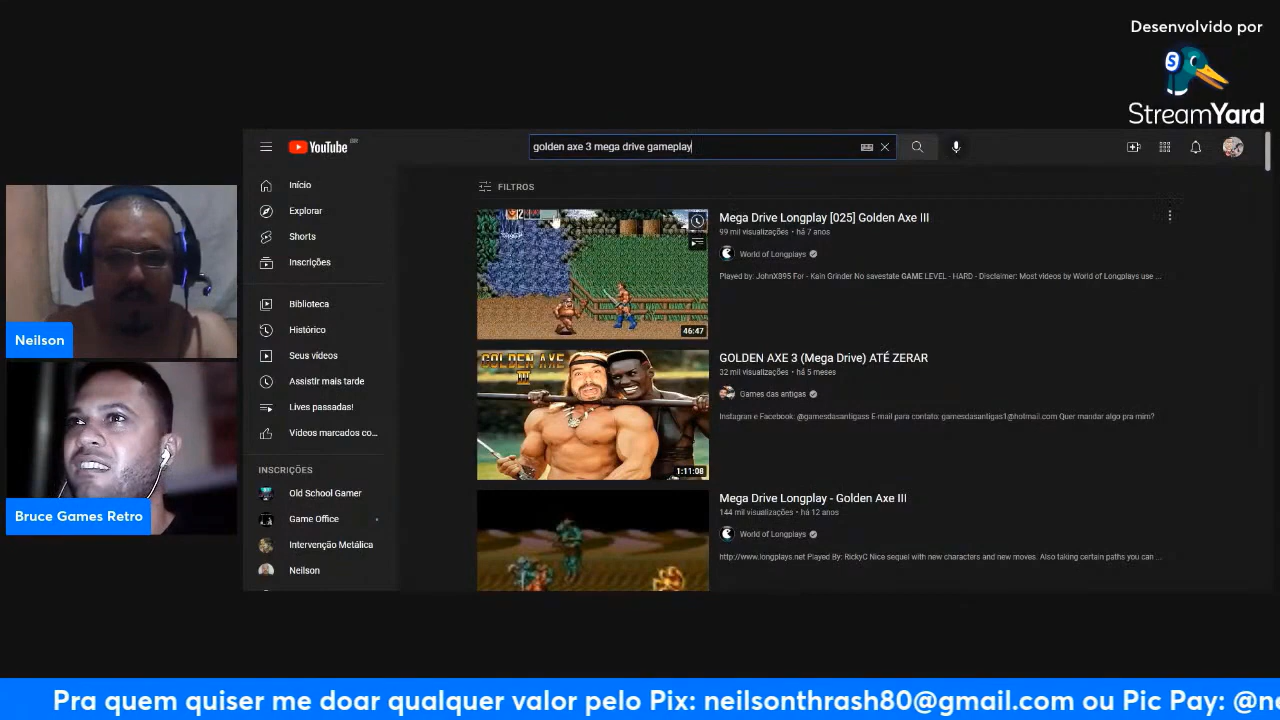 Desenvolvido por
StreamYard
YouTube
golden axe 3 mega drive gameplay
Início
Explorar
Shorts
Inscrições
Biblioteca
Histórico
Seus vídeos
Assistir mais tarde
Lives passadas!
Vídeos marcados co...
INSCRIÇÕES
Old School Gamer
Game Office
Intervenção Metálica
Neilson
FILTROS
46:47
Mega Drive Longplay [025] Golden Axe III
99 mil visualizações • há 7 anos
World of Longplays
Played by: JohnX895 For - Kain Grinder No savestate GAME LEVEL - HARD - Disclaimer: Most videos by World of Longplays use ...
GOLDEN AXE
III
1:11:08
GOLDEN AXE 3 (Mega Drive) ATÉ ZERAR
32 mil visualizações • há 5 meses
Games das antigas
Instagran e Facebook: @gamesdasantigass E-mail para contato: gamesdasantigas1@hotmail.com Quer mandar algo pra mim?
Mega Drive Longplay - Golden Axe III
144 mil visualizações • há 12 anos
World of Longplays
http://www.longplays.net Played By: RickyC Nice sequel with new characters and new moves. Also taking certain paths you can ...
Neilson
Bruce Games Retro
Pra quem quiser me doar qualquer valor pelo Pix: neilsonthrash80@gmail.com ou Pic Pay: